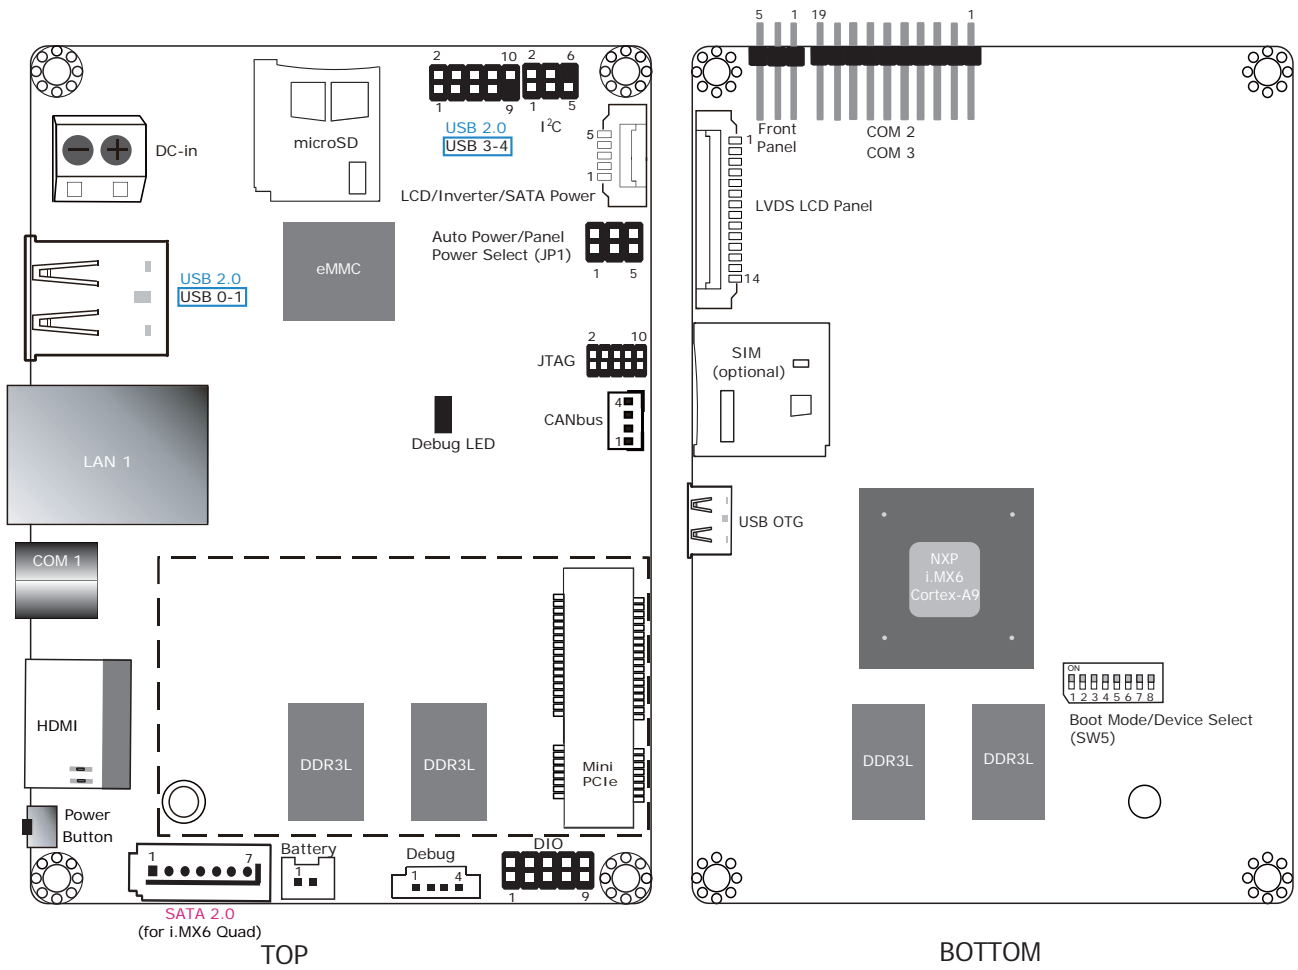 5 1 19 1
2 10 2 6
1 9 1 5
USB 2.0
USB 3-4
I2C
microSD
DC-in
5
1
LCD/Inverter/SATA Power
Auto Power/Panel
Power Select (JP1)
1 5
eMMC
USB 2.0
USB 0-1
2 10
JTAG
CANbus
4
1
Debug LED
LAN 1
COM 1
HDMI
DDR3L
DDR3L
Mini
PCIe
Power
Button
1 7
SATA 2.0
(for i.MX6 Quad)
Battery
1
Debug
1 4
DIO
1 9
TOP
Front
Panel
COM 2
COM 3
1
LVDS LCD Panel
14
SIM
(optional)
USB OTG
NXP
i.MX6
Cortex-A9
ON
1 2 3 4 5 6 7 8
Boot Mode/Device Select
(SW5)
DDR3L
DDR3L
BOTTOM